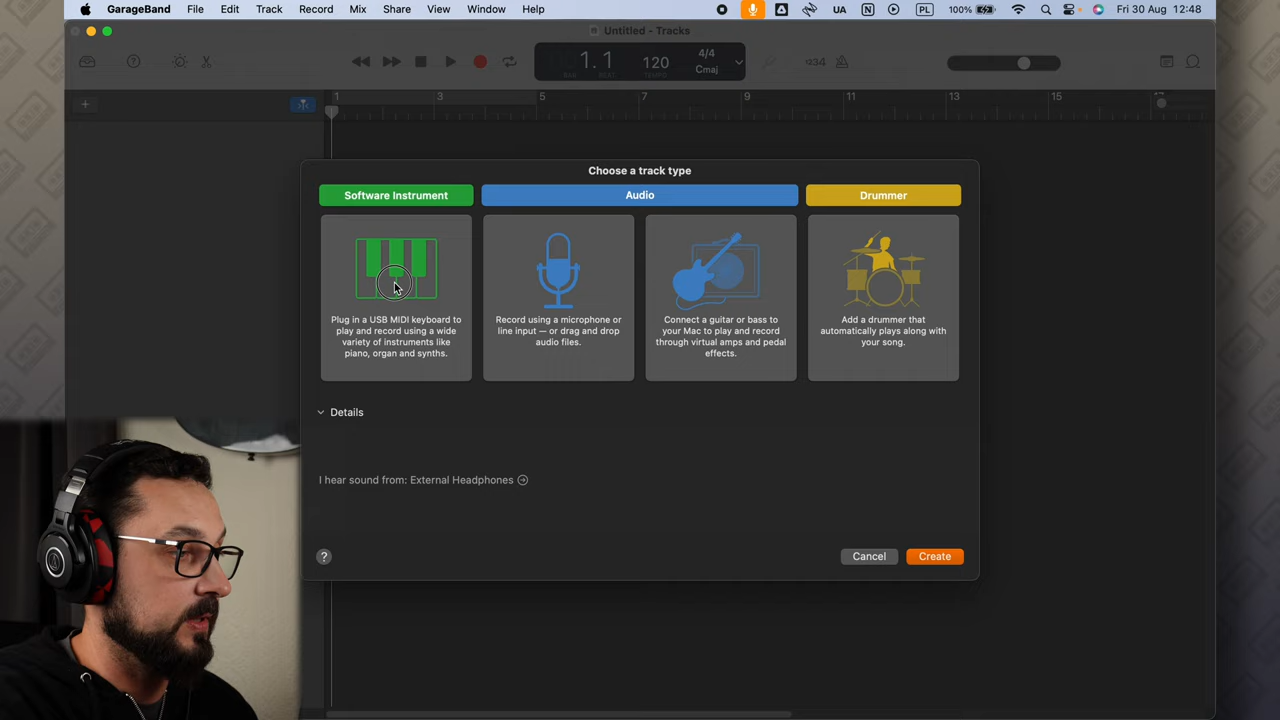 GarageBand File Edit Track Record Mix Share View Window Help UA N PL 100% Fri 30 Aug 12:48
Untitled - Tracks
1.1 120 4/4 Cmaj
BAR BEAT TEMPO
1234
1 3 5 7 9 11 13 15
Choose a track type
Software Instrument Audio Drummer
Plug in a USB MIDI keyboard to
play and record using a wide
variety of instruments like
piano, organ and synths.
Record using a microphone or
line input — or drag and drop
audio files.
Connect a guitar or bass to
your Mac to play and record
through virtual amps and pedal
effects.
Add a drummer that
automatically plays along with
your song.
Details
I hear sound from: External Headphones
? Cancel Create